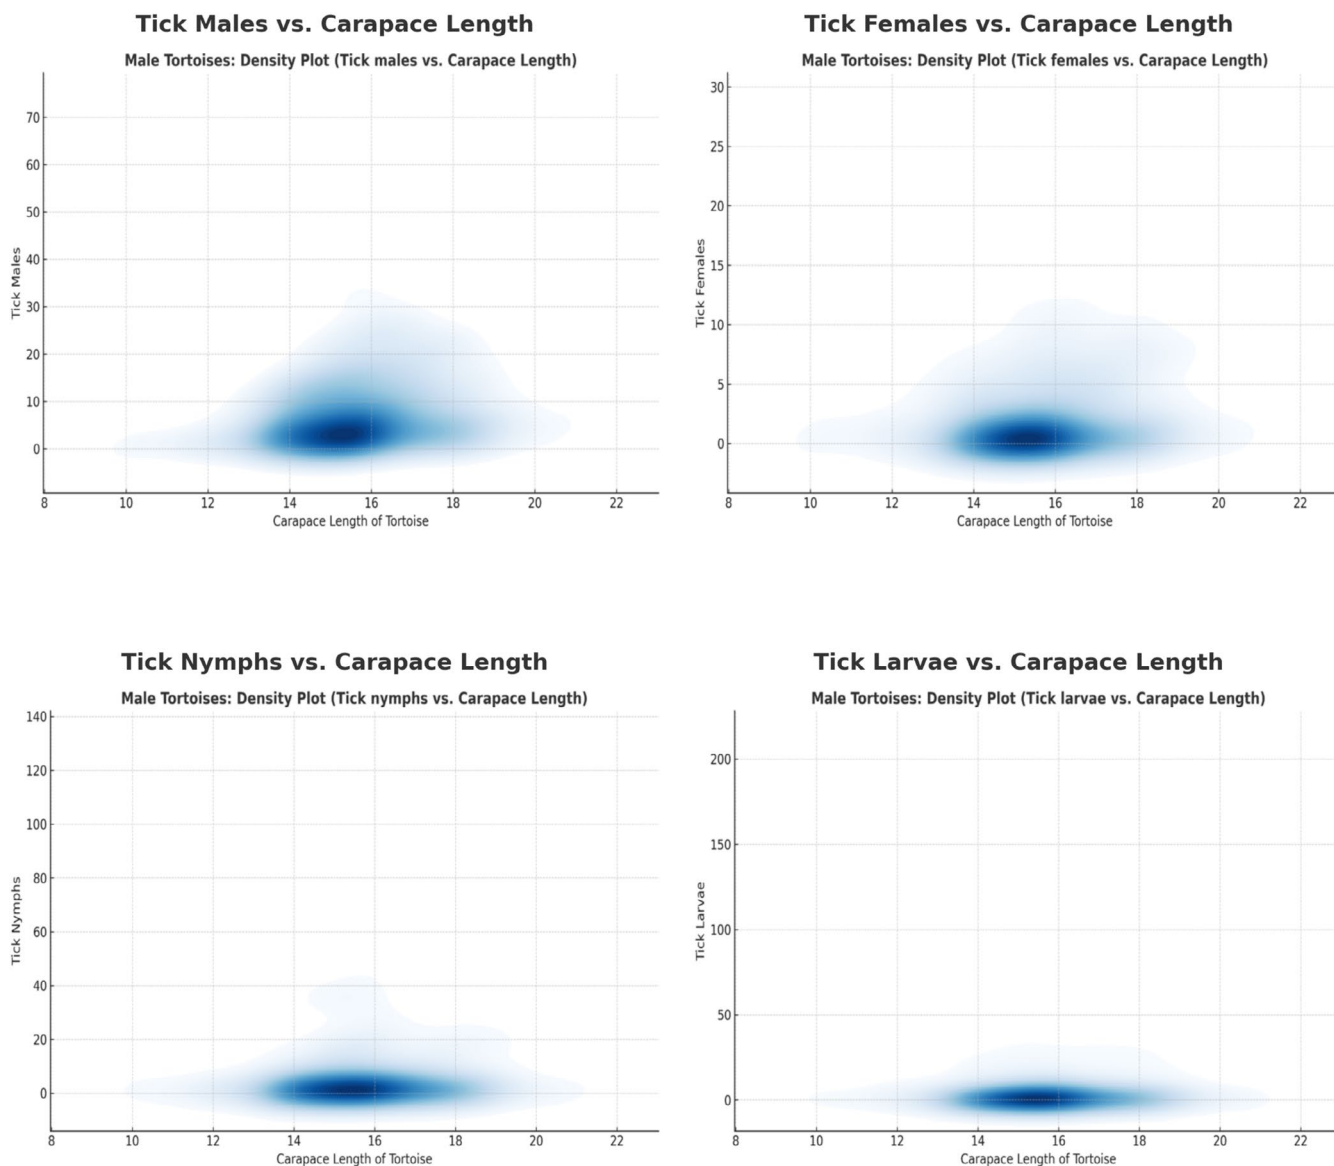 Tick Males vs. Carapace Length
Male Tortoises: Density Plot (Tick males vs. Carapace Length)
70
60
50
40
30
20
10
0
Tick Males
8 10 12 14 16 18 20 22
Carapace Length of Tortoise
Tick Females vs. Carapace Length
Male Tortoises: Density Plot (Tick females vs. Carapace Length)
30
25
20
15
10
5
0
Tick Females
8 10 12 14 16 18 20 22
Carapace Length of Tortoise
Tick Nymphs vs. Carapace Length
Male Tortoises: Density Plot (Tick nymphs vs. Carapace Length)
140
120
100
80
60
40
20
0
Tick Nymphs
8 10 12 14 16 18 20 22
Carapace Length of Tortoise
Tick Larvae vs. Carapace Length
Male Tortoises: Density Plot (Tick larvae vs. Carapace Length)
200
150
100
50
0
Tick Larvae
8 10 12 14 16 18 20 22
Carapace Length of Tortoise